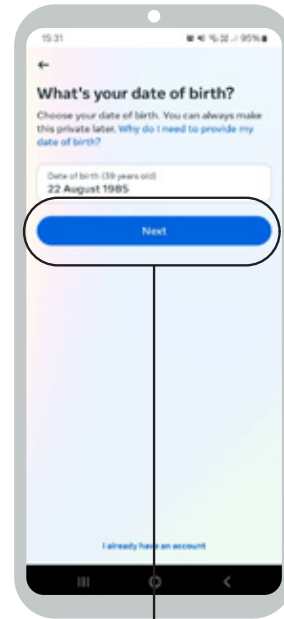 15:31
95%
What's your date of birth?
Choose your date of birth. You can always make
this private later. Why do I need to provide my
date of birth?
Date of birth (39 years old)
22 August 1985
Next
I already have an account